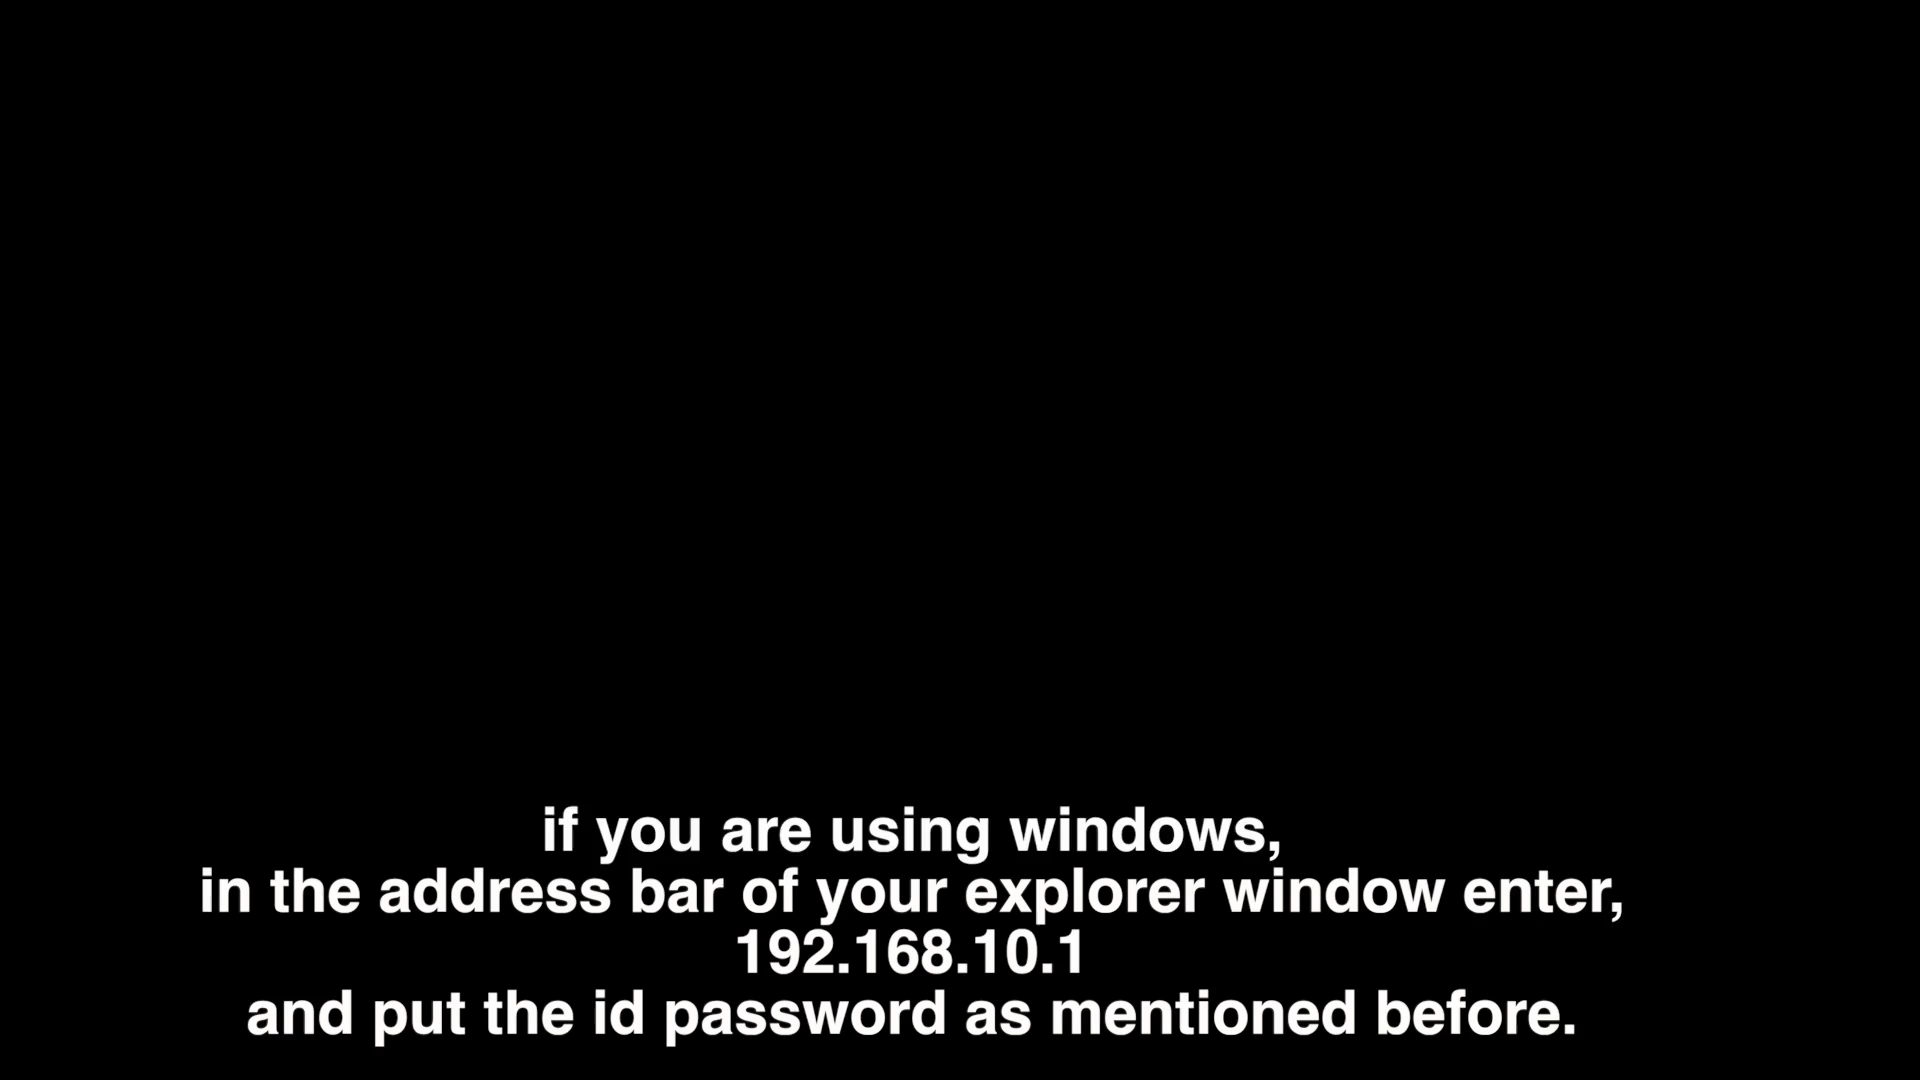 if you are using windows,
in the address bar of your explorer window enter,
192.168.10.1
and put the id password as mentioned before.